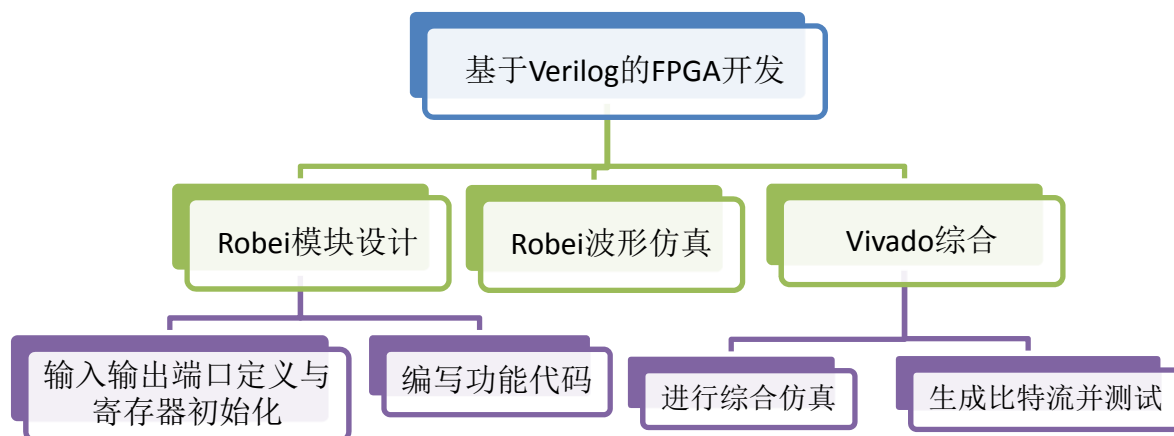 基于Verilog的FPGA开发
Robei模块设计
Robei波形仿真
Vivado综合
输入输出端口定义与
寄存器初始化
编写功能代码
进行综合仿真
生成比特流并测试